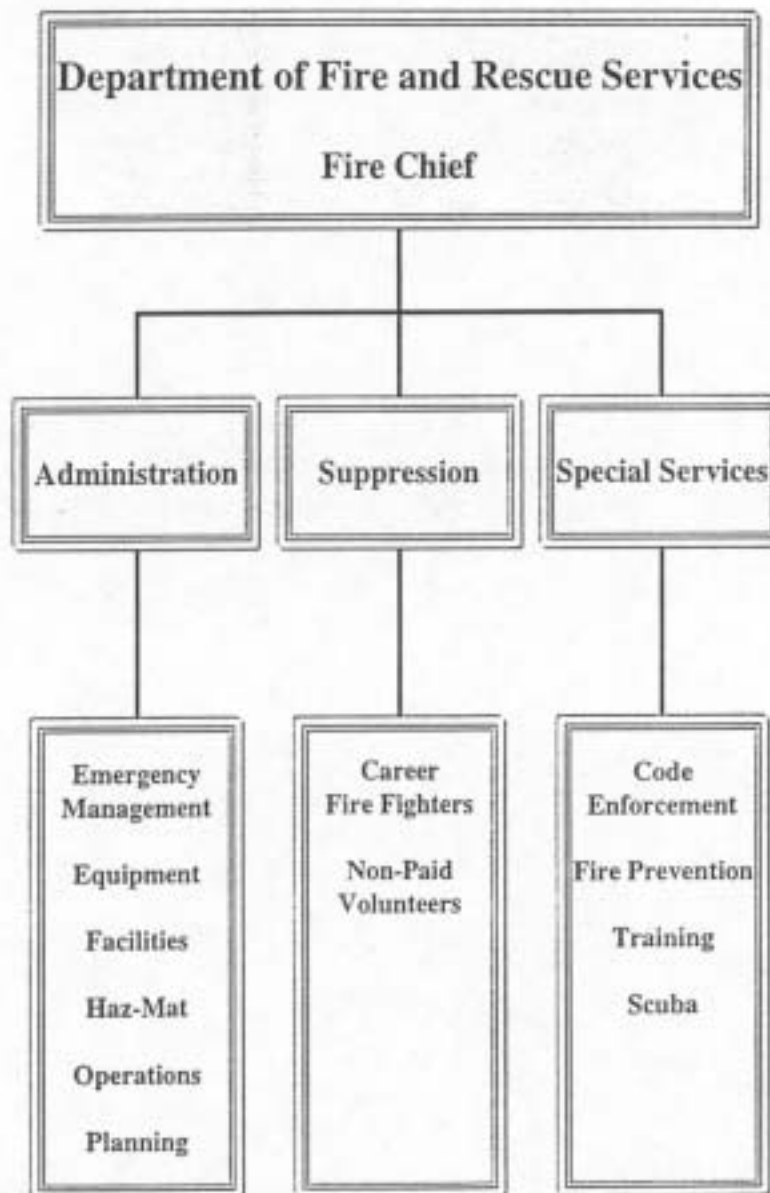 Department of Fire and Rescue Services
Fire Chief
Administration
Suppression
Special Services
Emergency
Management
Equipment
Facilities
Haz-Mat
Operations
Planning
Career
Fire Fighters
Non-Paid
Volunteers
Code
Enforcement
Fire Prevention
Training
Scuba